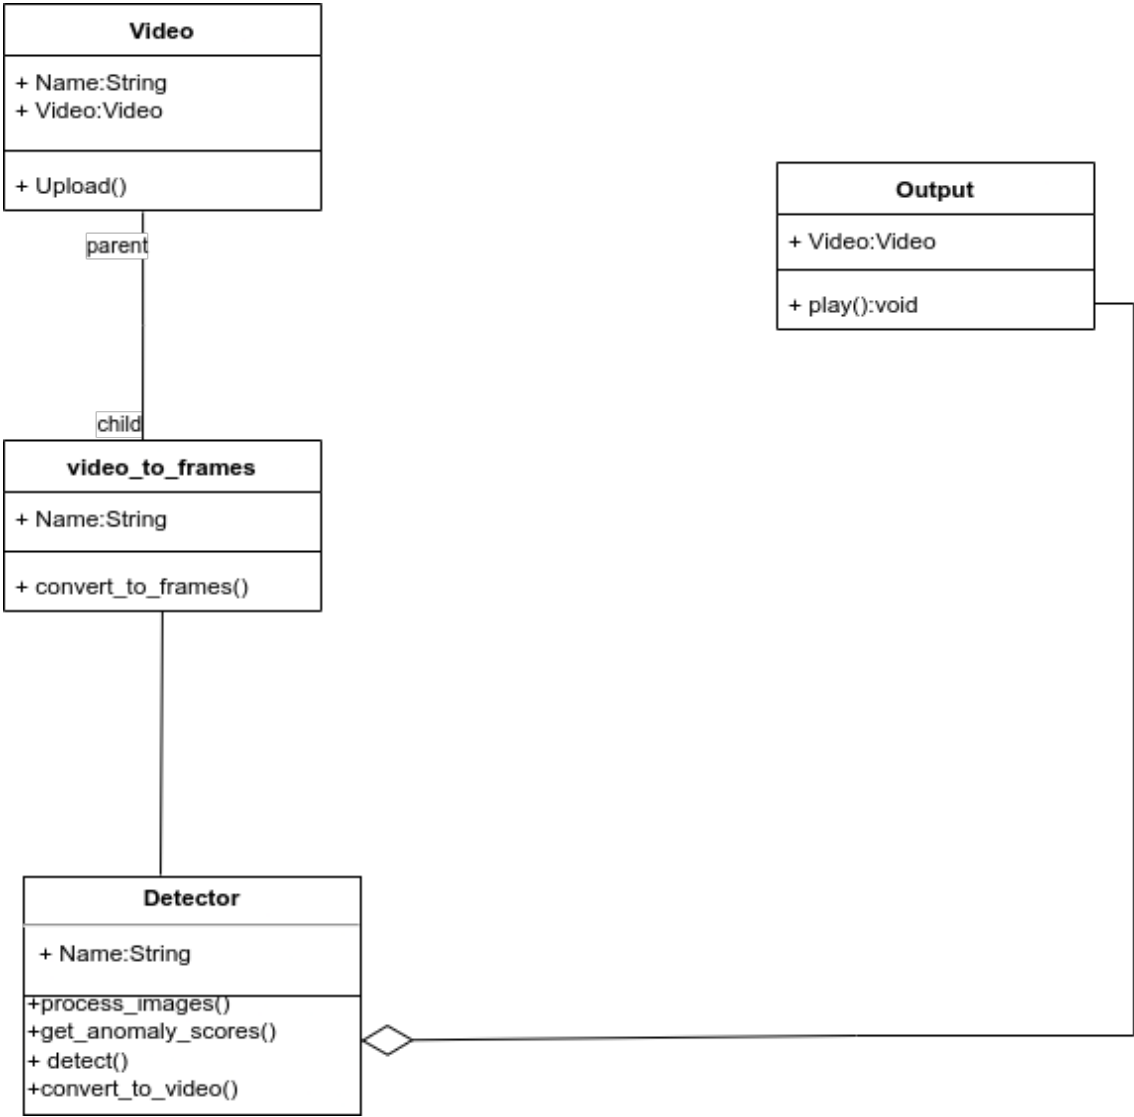 Video
+ Name:String
+ Video:Video
+ Upload()
parent
child
video_to_frames
+ Name:String
+ convert_to_frames()
Detector
+ Name:String
+process_images()
+get_anomaly_scores()
+ detect()
+convert_to_video()
Output
+ Video:Video
+ play():void